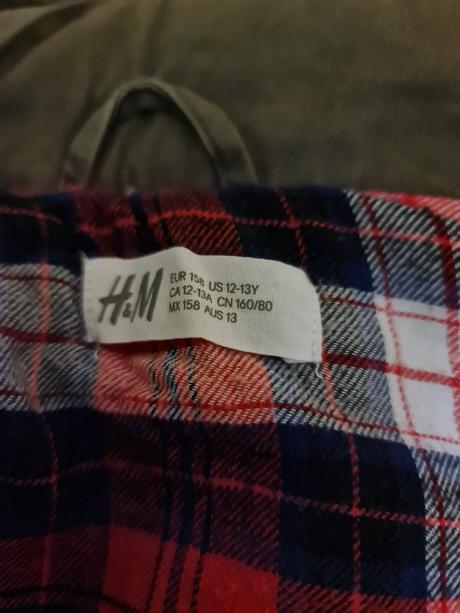 H&M
EUR 158 US 12-13Y
CA 12-13A CN 160/80
MX 158 AUS 13